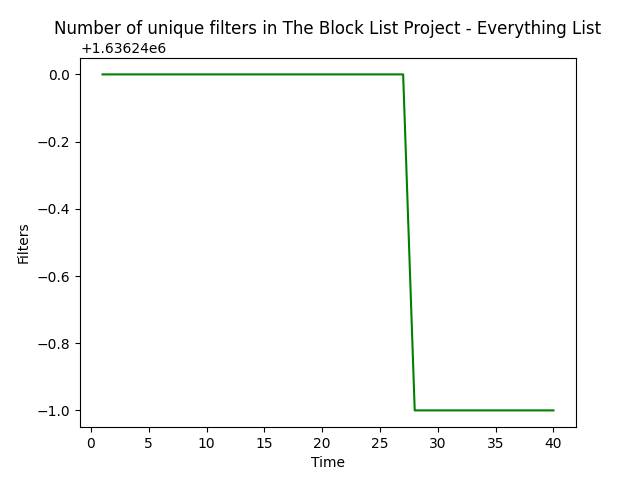 Number of unique filters in The Block List Project - Everything List
+1.63624e6
0.0
−0.2
−0.4
−0.6
−0.8
−1.0
Filters
0 5 10 15 20 25 30 35 40
Time